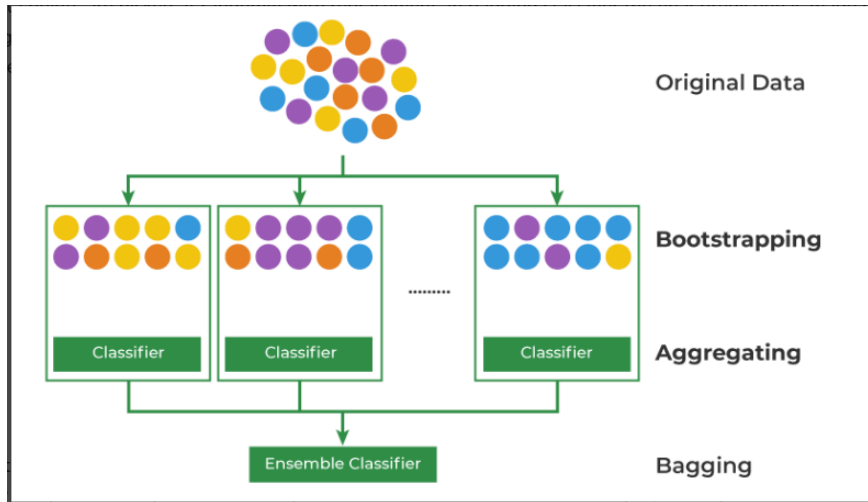 Original Data
Bootstrapping
.........
Classifier
Classifier
Classifier
Aggregating
Ensemble Classifier
Bagging